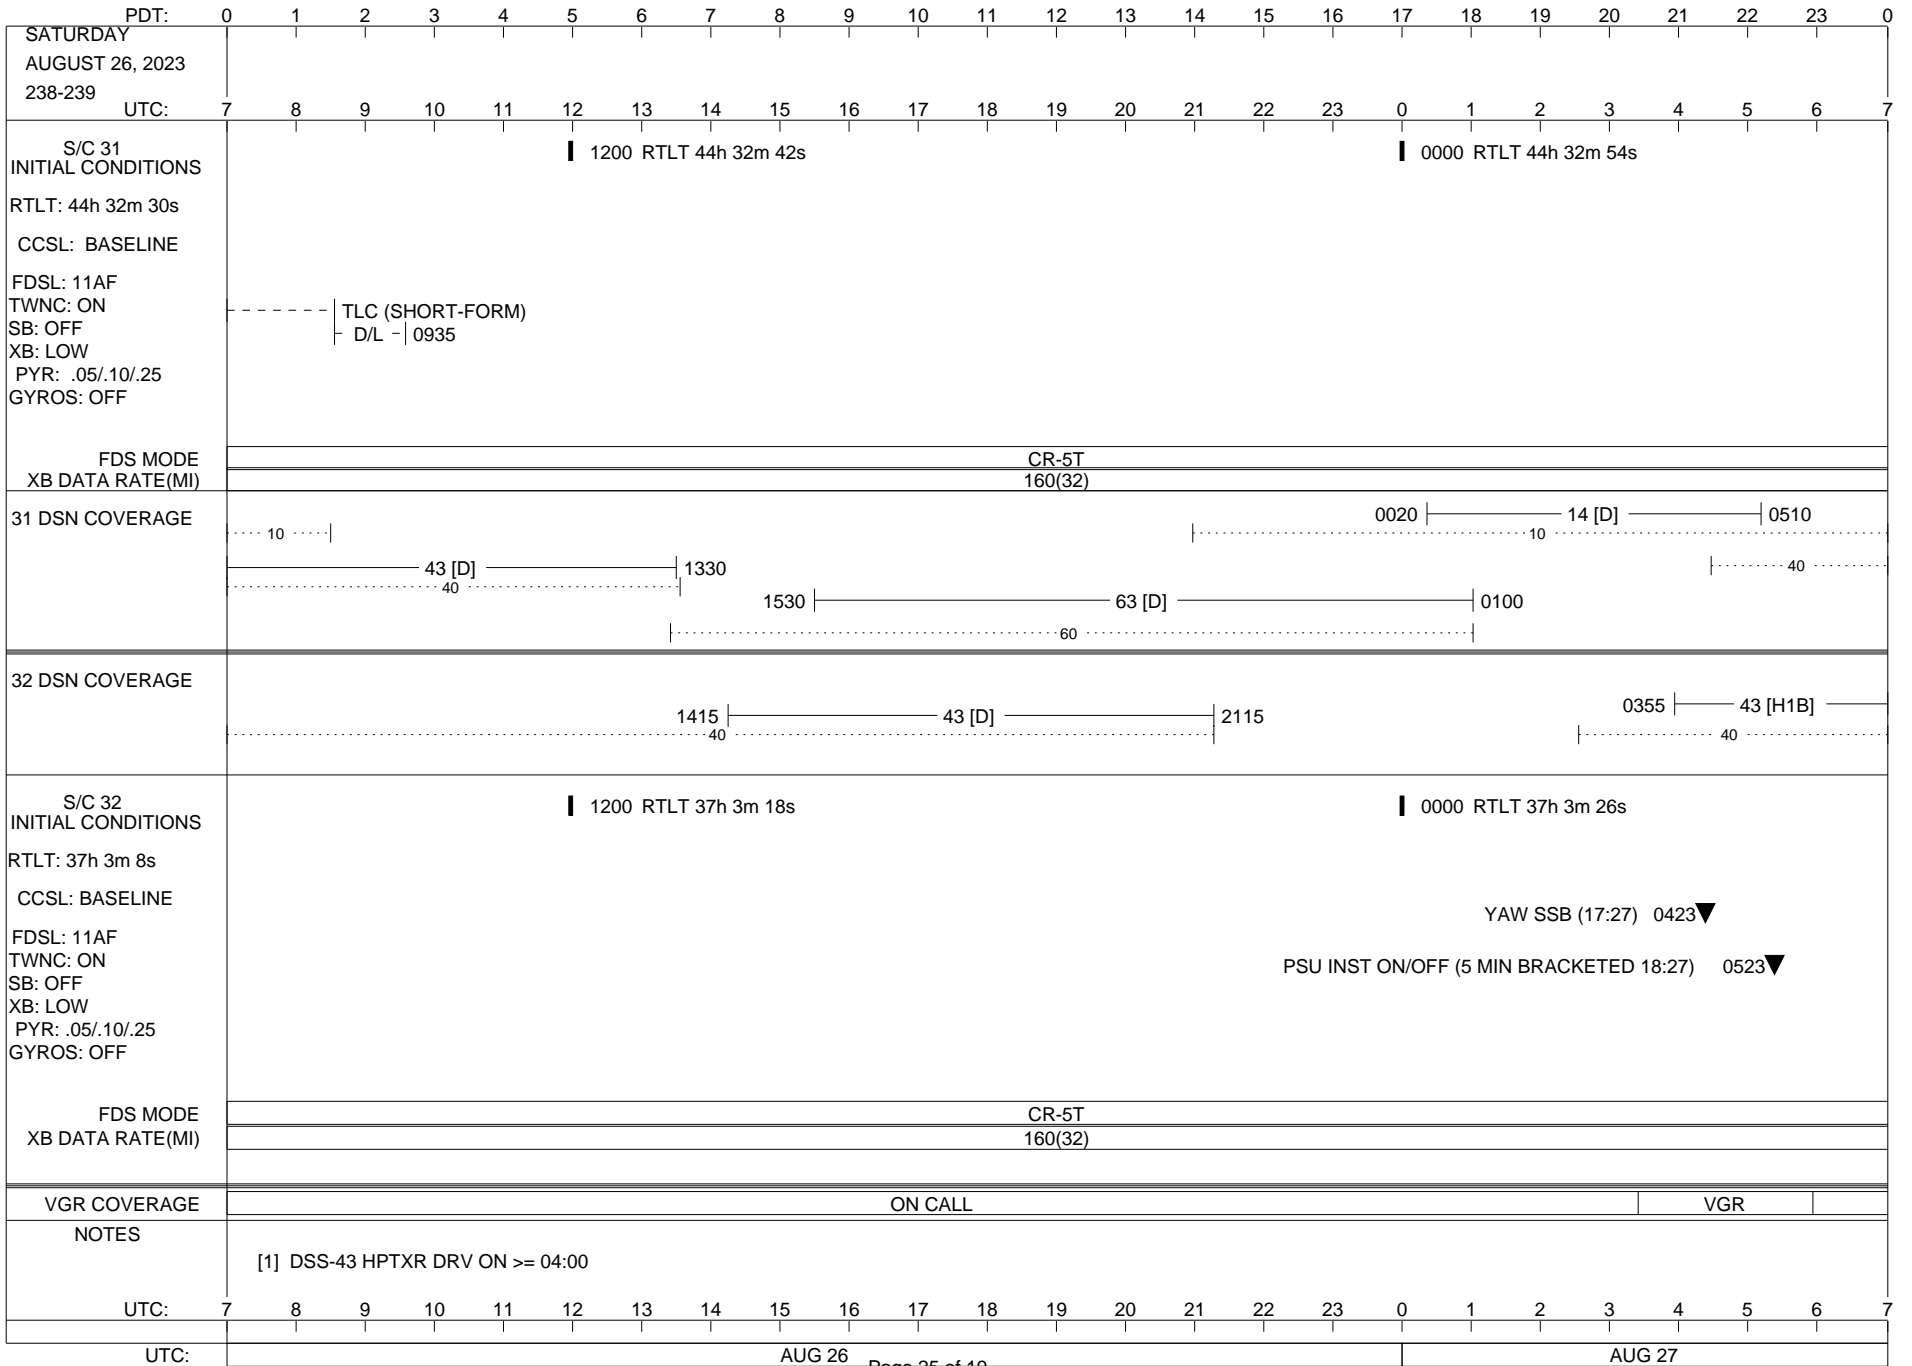 PDT: 0 1 2 3 4 5 6 7 8 9 10 11 12 13 14 15 16 17 18 19 20 21 22 23 0
SATURDAY
AUGUST 26, 2023
238-239
UTC: 7 8 9 10 11 12 13 14 15 16 17 18 19 20 21 22 23 0 1 2 3 4 5 6 7
S/C 31
INITIAL CONDITIONS
1200 RTLT 44h 32m 42s
0000 RTLT 44h 32m 54s
RTLT: 44h 32m 30s
CCSL: BASELINE
FDSL: 11AF
TWNC: ON
SB: OFF
XB: LOW
PYR: .05/.10/.25
GYROS: OFF
TLC (SHORT-FORM)
D/L 0935
FDS MODE CR-5T
XB DATA RATE(MI) 160(32)
31 DSN COVERAGE
0020 14 [D] 0510
10 10
43 [D] 1330
40
40
1530 63 [D] 0100
60
32 DSN COVERAGE
0355 43 [H1B]
1415 43 [D] 2115
40 40
S/C 32
INITIAL CONDITIONS
1200 RTLT 37h 3m 18s
0000 RTLT 37h 3m 26s
RTLT: 37h 3m 8s
CCSL: BASELINE
FDSL: 11AF
TWNC: ON
SB: OFF
XB: LOW
PYR: .05/.10/.25
GYROS: OFF
YAW SSB (17:27) 0423
PSU INST ON/OFF (5 MIN BRACKETED 18:27) 0523
FDS MODE CR-5T
XB DATA RATE(MI) 160(32)
VGR COVERAGE ON CALL VGR
NOTES
[1] DSS-43 HPTXR DRV ON >= 04:00
UTC: 7 8 9 10 11 12 13 14 15 16 17 18 19 20 21 22 23 0 1 2 3 4 5 6 7
UTC: AUG 26 AUG 27